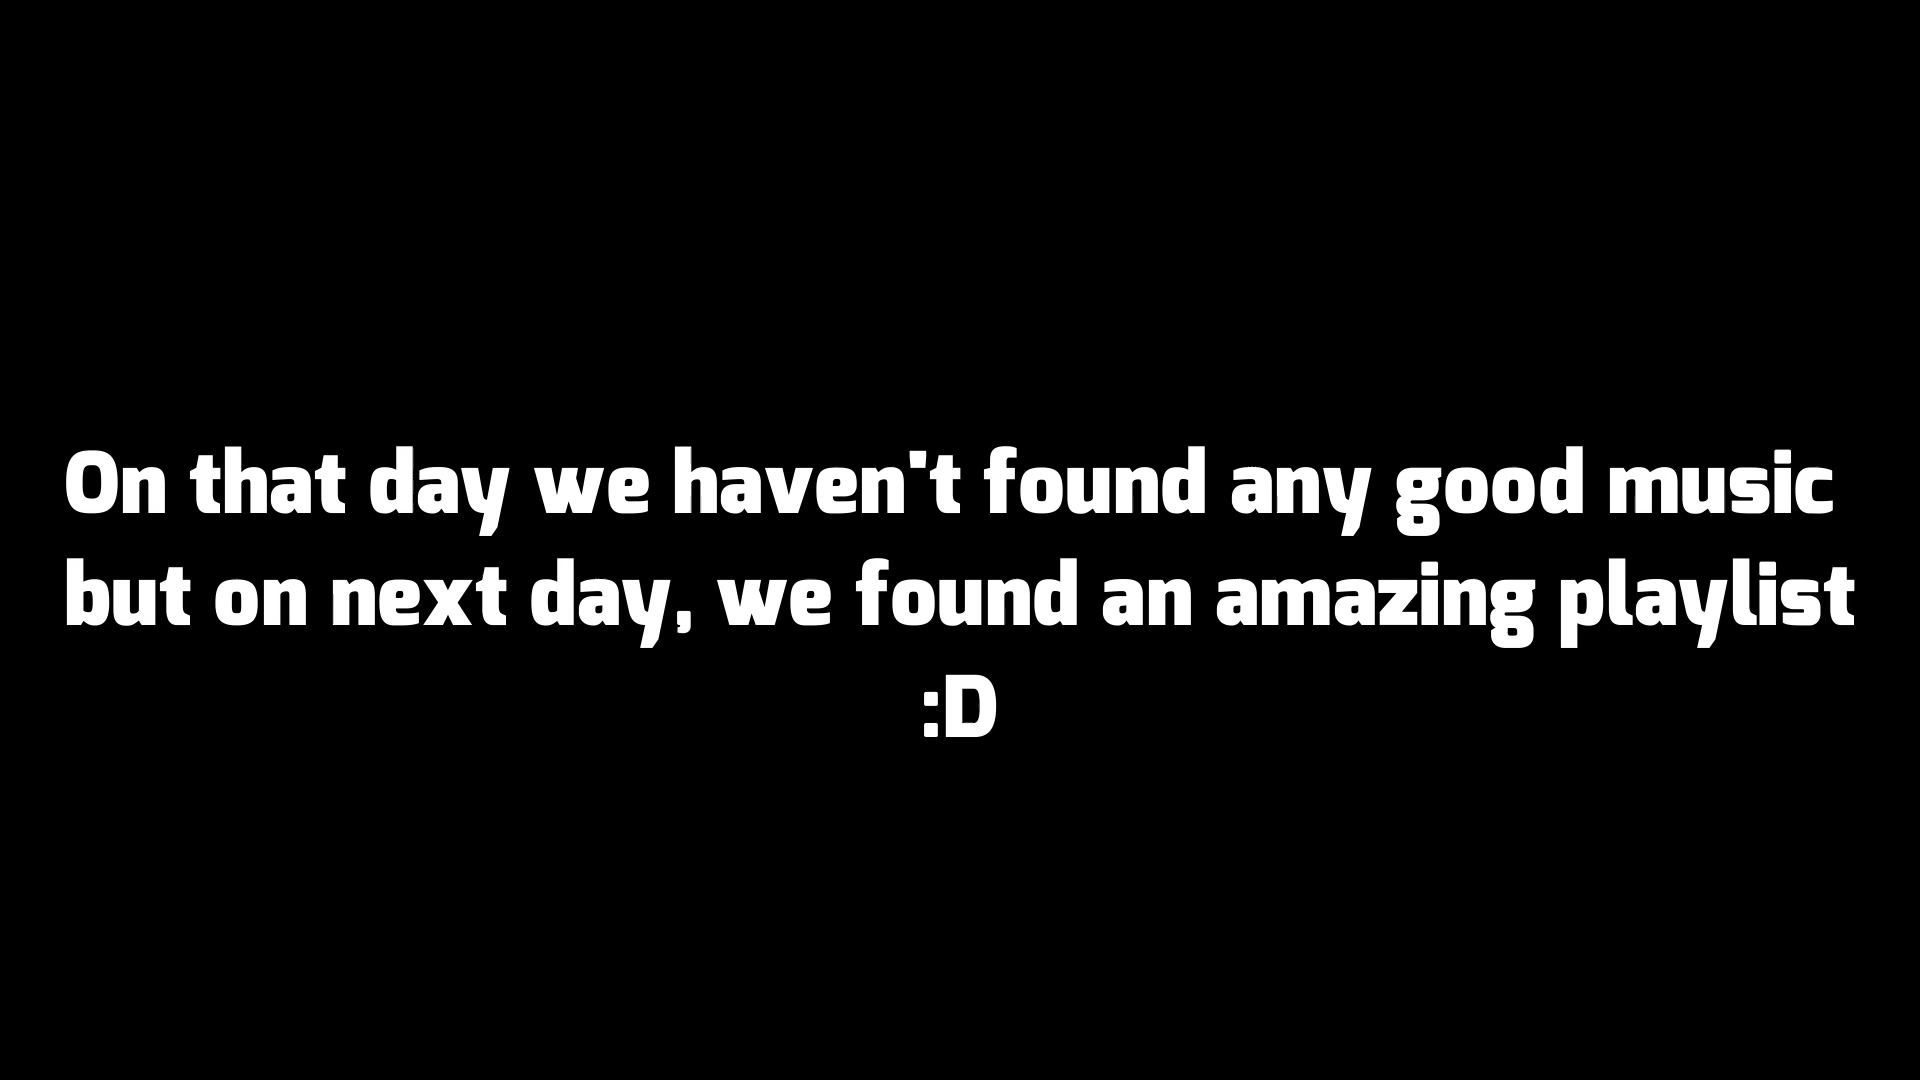 On that day we haven't found any good music
but on next day, we found an amazing playlist
:D